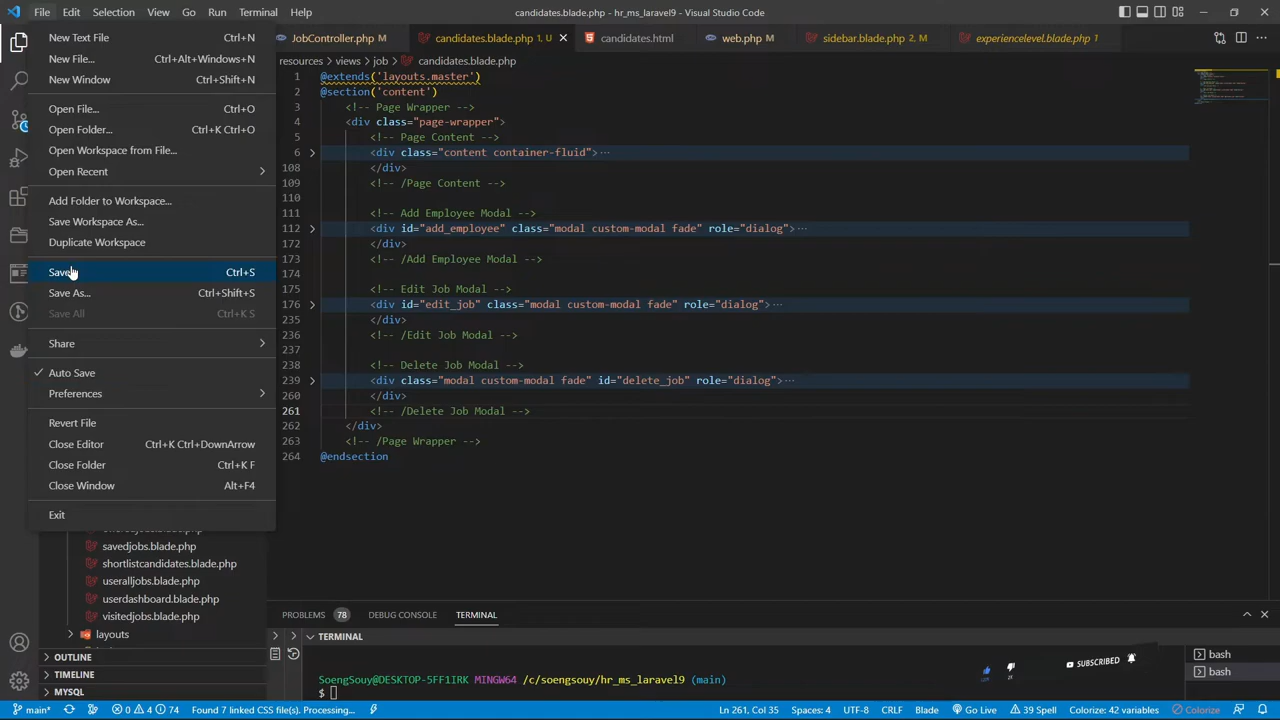 File Edit Selection View Go Run Terminal Help
candidates.blade.php - hr_ms_laravel9 - Visual Studio Code
New Text File Ctrl+N
New File... Ctrl+Alt+Windows+N
New Window Ctrl+Shift+N
Open File... Ctrl+O
Open Folder... Ctrl+K Ctrl+O
Open Workspace from File...
Open Recent
Add Folder to Workspace...
Save Workspace As...
Duplicate Workspace
Save Ctrl+S
Save As... Ctrl+Shift+S
Save All Ctrl+K S
Share
Auto Save
Preferences
Revert File
Close Editor Ctrl+K Ctrl+DownArrow
Close Folder Ctrl+K F
Close Window Alt+F4
Exit
savedjobs.blade.php
shortlistcandidates.blade.php
useralljobs.blade.php
userdashboard.blade.php
visitedjobs.blade.php
layouts
OUTLINE
TIMELINE
MYSQL
JobController.php M candidates.blade.php 1, U candidates.html web.php M sidebar.blade.php 2, M experiencelevel.blade.php 1
resources > views > job > candidates.blade.php
1 @extends('layouts.master')
2 @section('content')
3 <!-- Page Wrapper -->
4 <div class="page-wrapper">
5 <!-- Page Content -->
6 <div class="content container-fluid">...
108 </div>
109 <!-- /Page Content -->
110
111 <!-- Add Employee Modal -->
112 <div id="add_employee" class="modal custom-modal fade" role="dialog">...
172 </div>
173 <!-- /Add Employee Modal -->
174
175 <!-- Edit Job Modal -->
176 <div id="edit_job" class="modal custom-modal fade" role="dialog">...
235 </div>
236 <!-- /Edit Job Modal -->
237
238 <!-- Delete Job Modal -->
239 <div class="modal custom-modal fade" id="delete_job" role="dialog">...
260 </div>
261 <!-- /Delete Job Modal -->
262 </div>
263 <!-- /Page Wrapper -->
264 @endsection
PROBLEMS 78 DEBUG CONSOLE TERMINAL
TERMINAL
SoengSouy@DESKTOP-5FF1IRK MINGW64 /c/soengsouy/hr_ms_laravel9 (main)
$
SUBSCRIBED
bash
bash
main* 0 4 74 Found 7 linked CSS file(s). Processing... Ln 261, Col 35 Spaces: 4 UTF-8 CRLF Blade Go Live 39 Spell Colorize: 42 variables Colorize